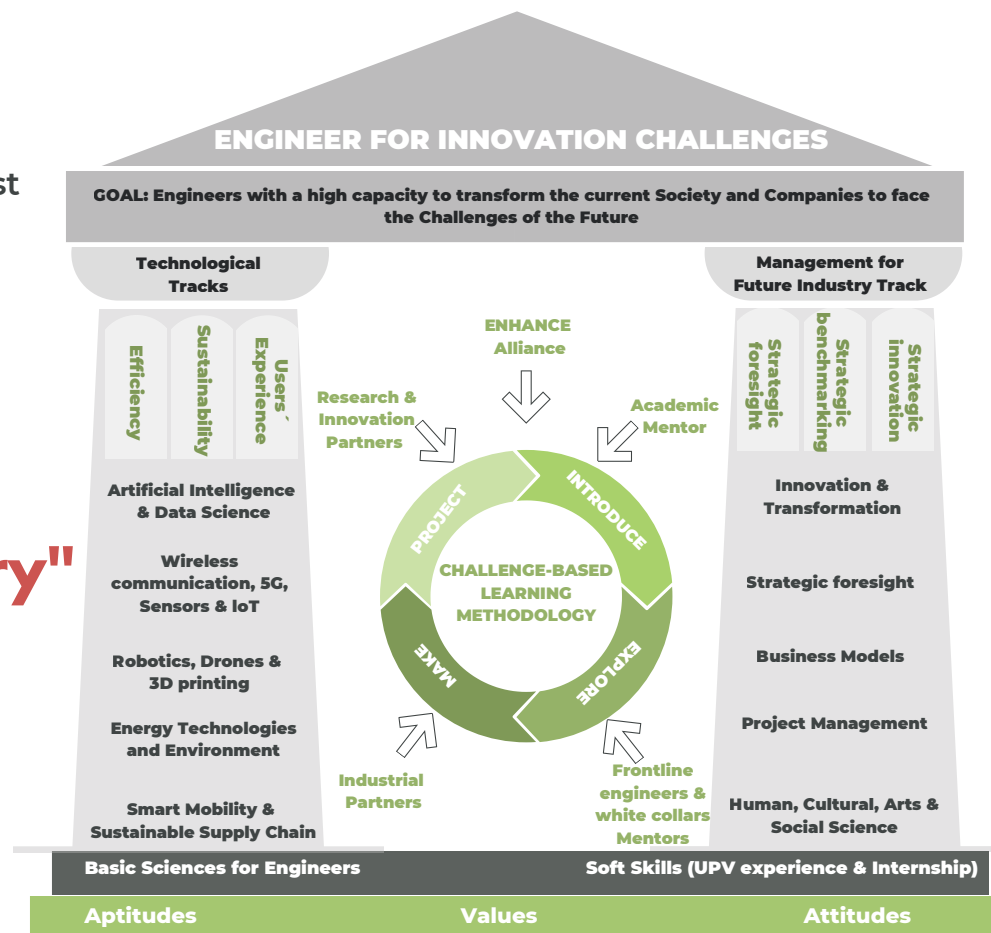 ENGINEER FOR INNOVATION CHALLENGES
st
GOAL: Engineers with a high capacity to transform the current Society and Companies to face
the Challenges of the Future
Technological
Tracks
Efficiency
Sustainability
Users´
Experience
Artificial Intelligence
& Data Science
ry"
Wireless
communication, 5G,
Sensors & IoT
Robotics, Drones &
3D printing
Energy Technologies
and Environment
Smart Mobility &
Sustainable Supply Chain
ENHANCE
Alliance
Research &
Innovation
Partners
Academic
Mentor
PROJECT
INTRODUCE
CHALLENGE-BASED
LEARNING
METHODOLOGY
MAKE
EXPLORE
Industrial
Partners
Frontline
engineers &
white collars
Mentors
Management for
Future Industry Track
Strategic
foresight
Strategic
benchmarking
Strategic
innovation
Innovation &
Transformation
Strategic foresight
Business Models
Project Management
Human, Cultural, Arts &
Social Science
Basic Sciences for Engineers
Soft Skills (UPV experience & Internship)
Aptitudes
Values
Attitudes